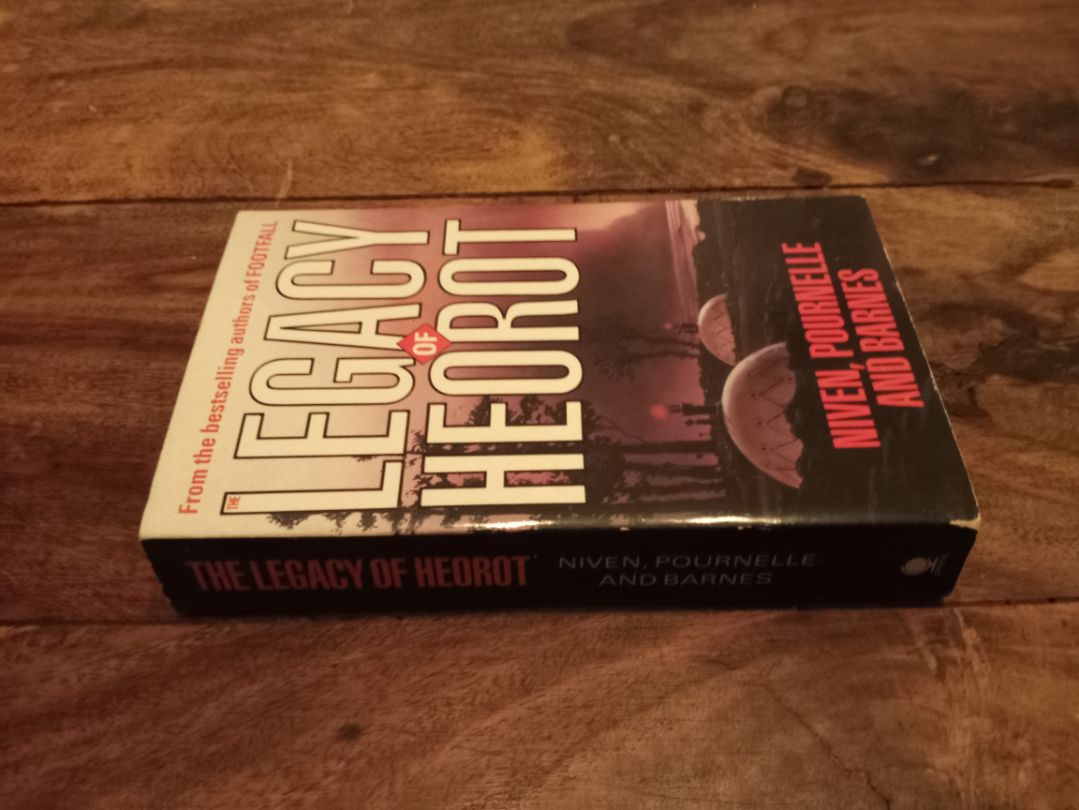 From the bestselling authors of FOOTFALL
THE
LEGACY
OF
HEOROT
NIVEN, POURNELLE
AND BARNES
THE LEGACY OF HEOROT
NIVEN, POURNELLE
AND BARNES